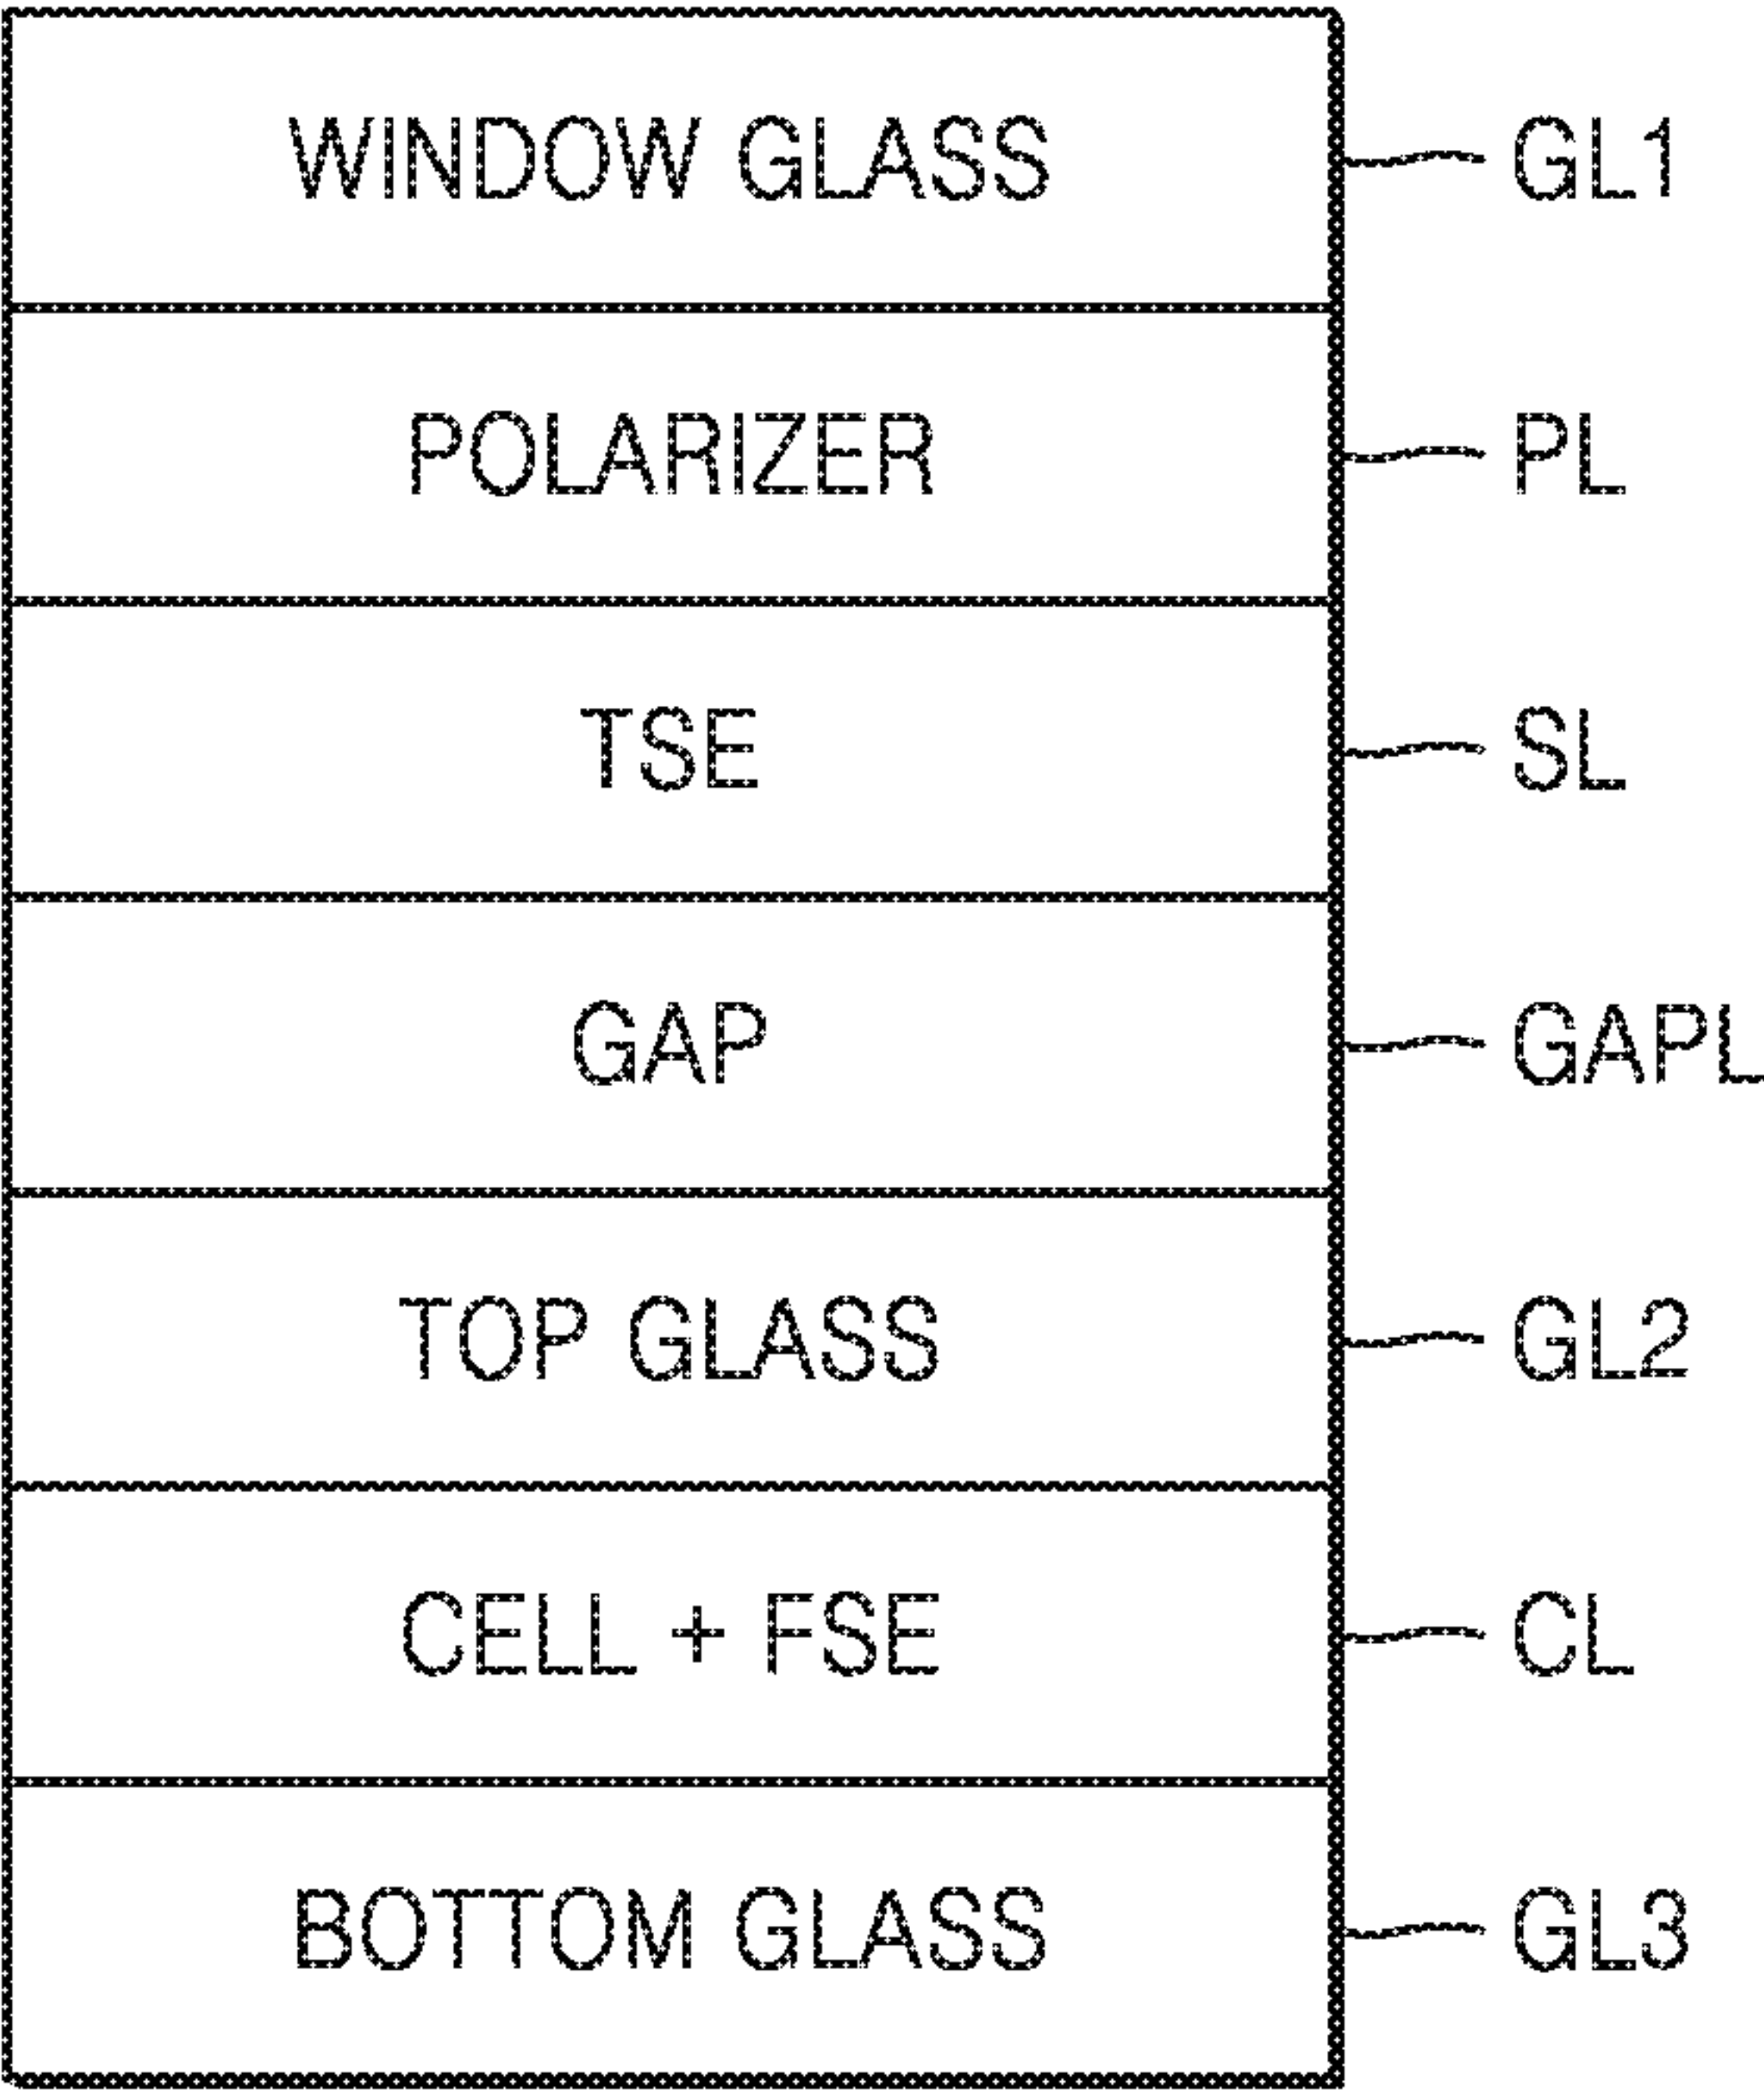 WINDOW GLASS GL1
POLARIZER PL
TSE SL
GAP GAPL
TOP GLASS GL2
CELL + FSE CL
BOTTOM GLASS GL3